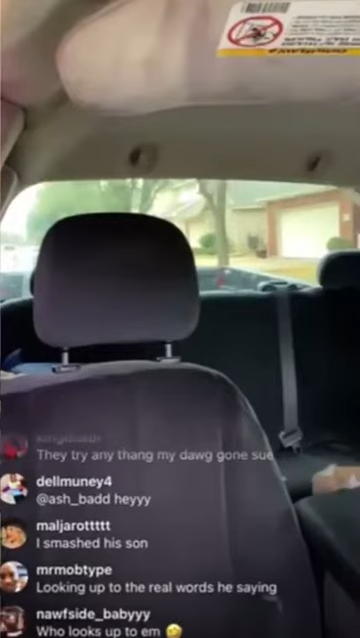 They try any thang my dawg gone sue
dellmuney4
@ash_badd heyyy
maljarottttt
I smashed his son
mrmobtype
Looking up to the real words he saying
nawfside_babyyy
Who looks up to em 🤣